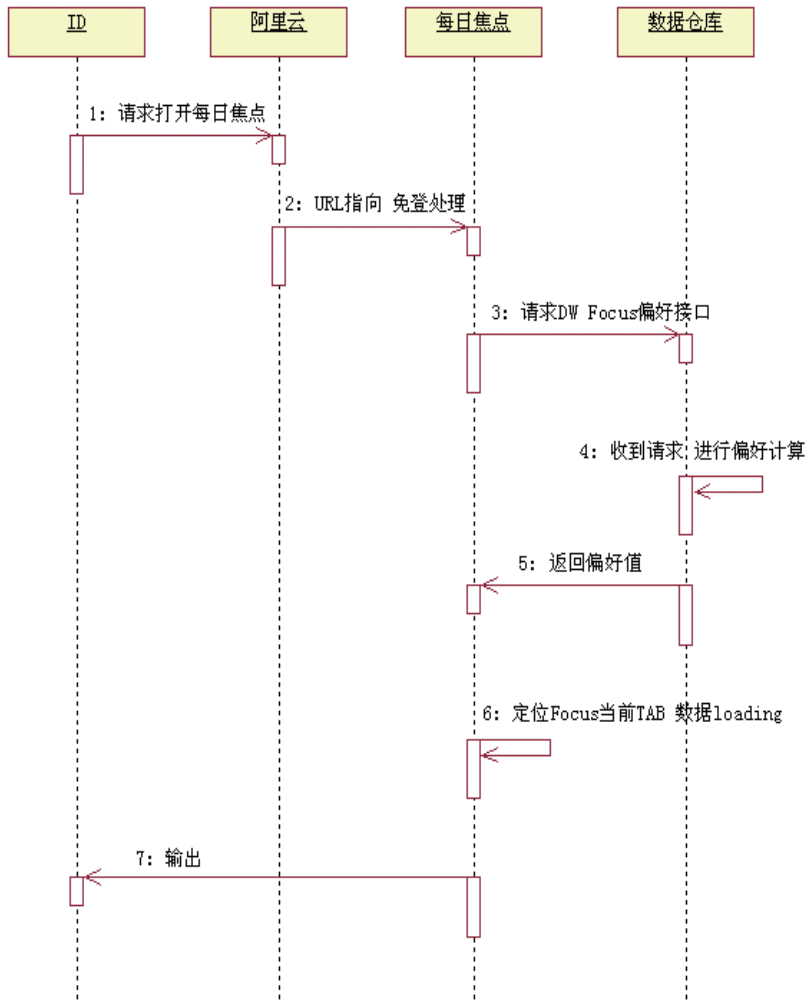 ID
阿里云
每日焦点
数据仓库
1: 请求打开每日焦点
2: URL指向 免登处理
3: 请求DW Focus偏好接口
4: 收到请求 进行偏好计算
5: 返回偏好值
6: 定位Focus当前TAB 数据loading
7: 输出